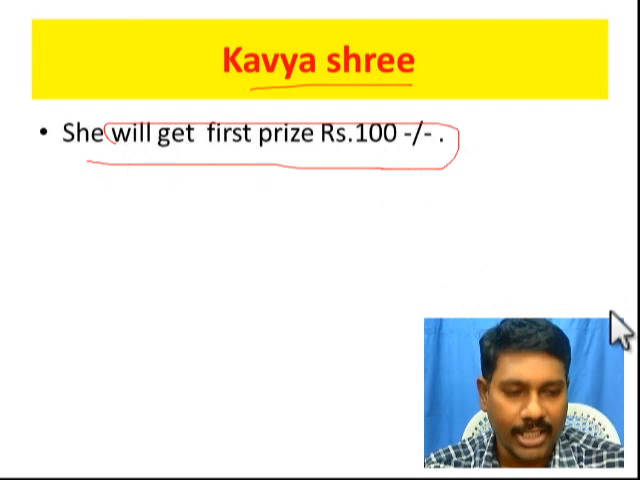 Kavya shree
• She will get first prize Rs.100 -/- .